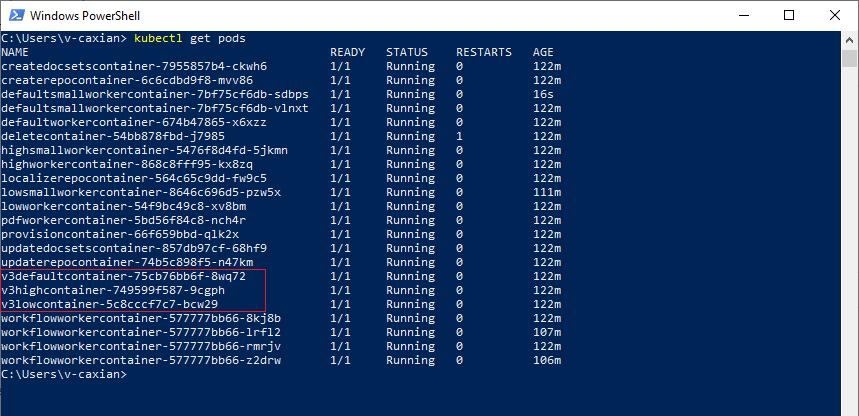 Windows PowerShell
C:\Users\v-caxian> kubectl get pods
NAME READY STATUS RESTARTS AGE
createdocsetscontainer-7955857b4-ckwh6 1/1 Running 0 122m
createrepocontainer-6c6cdbd9f8-mvv86 1/1 Running 0 122m
defaultsmallworkercontainer-7bf75cf6db-sdbps 1/1 Running 0 16s
defaultsmallworkercontainer-7bf75cf6db-vlnxt 1/1 Running 0 122m
defaultworkercontainer-674b47865-x6xzz 1/1 Running 0 122m
deletecontainer-54bb878fbd-j7985 1/1 Running 1 122m
highsmallworkercontainer-5476f8d4fd-5jkmn 1/1 Running 0 122m
highworkercontainer-868c8fff95-kx8zq 1/1 Running 0 122m
localizerepocontainer-564c65c9dd-fw9c5 1/1 Running 0 122m
lowsmallworkercontainer-8646c696d5-pzw5x 1/1 Running 0 111m
lowworkercontainer-54f9bc49c8-xv8bm 1/1 Running 0 122m
pdfworkercontainer-5bd56f84c8-nch4r 1/1 Running 0 122m
provisioncontainer-66f659bbd-qlk2x 1/1 Running 0 122m
updatedocsetscontainer-857db97cf-68hf9 1/1 Running 0 122m
updaterepocontainer-74b5c898f5-n47km 1/1 Running 0 122m
v3defaultcontainer-75cb76bb6f-8wq72 1/1 Running 0 122m
v3highcontainer-749599f587-9cgph 1/1 Running 0 122m
v3lowcontainer-5c8cccf7c7-bcw29 1/1 Running 0 122m
workflowworkercontainer-577777bb66-8kj8b 1/1 Running 0 122m
workflowworkercontainer-577777bb66-lrfl2 1/1 Running 0 107m
workflowworkercontainer-577777bb66-rmrjv 1/1 Running 0 122m
workflowworkercontainer-577777bb66-z2drw 1/1 Running 0 106m
C:\Users\v-caxian>